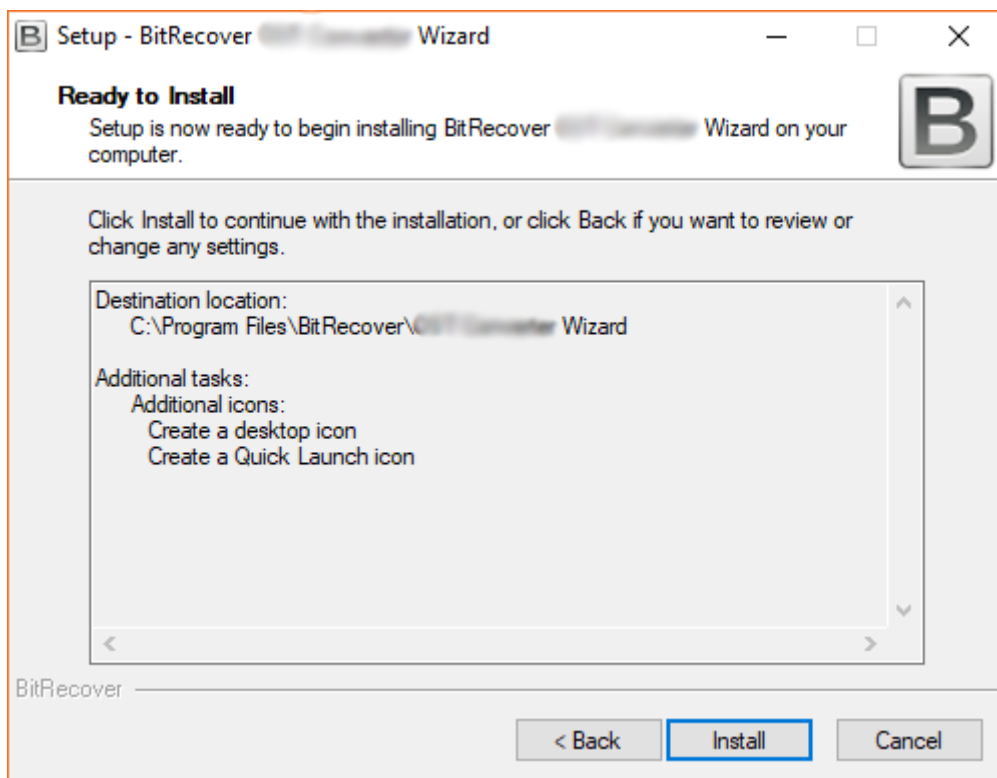 B Setup - BitRecover Wizard
Ready to Install
B
Setup is now ready to begin installing BitRecover Wizard on your
computer.
Click Install to continue with the installation, or click Back if you want to review or
change any settings.
Destination location:
C:\Program Files\BitRecover\ Wizard
Additional tasks:
Additional icons:
Create a desktop icon
Create a Quick Launch icon
BitRecover
< Back Install Cancel